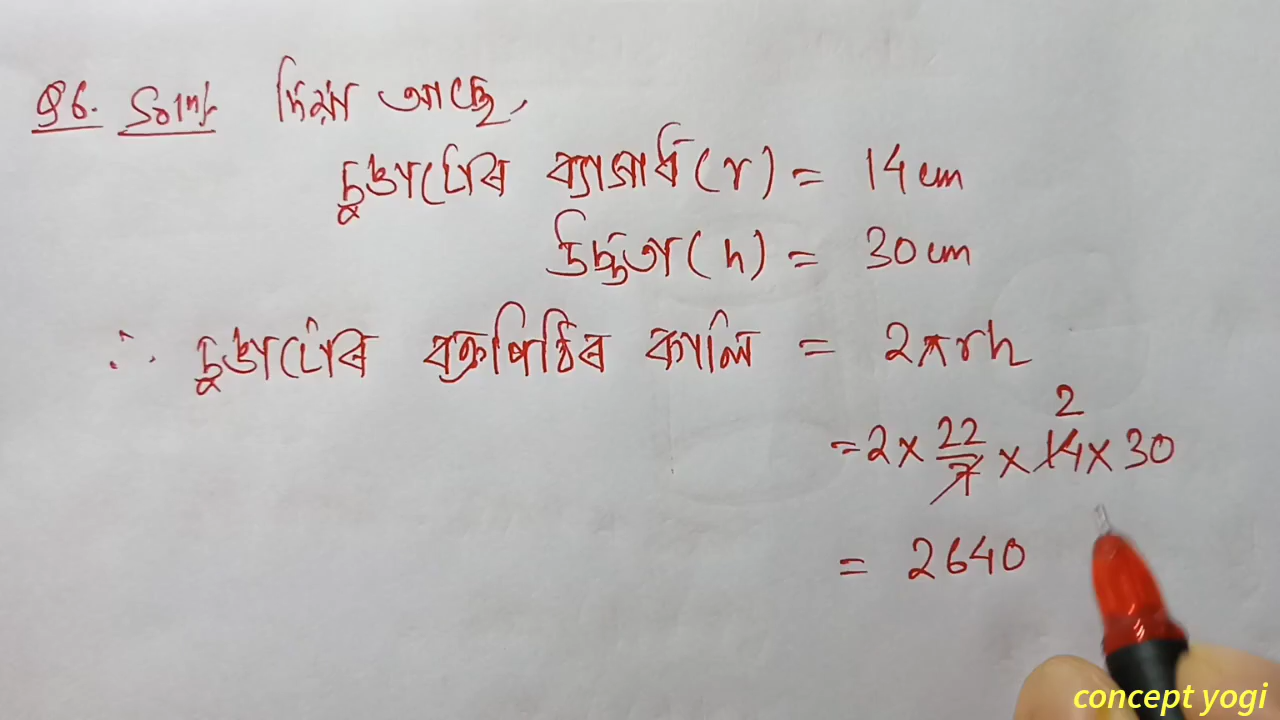 Q6. Soln. দিয়া আছে,
চুঙাটোৰ ব্যাসাৰ্ধ (r) = 14 cm
উচ্চতা (h) = 30 cm
∴ চুঙাটোৰ বক্ৰপিঠিৰ কালি = 2πrh
= 2 × 22/7 × 14 × 30
2
= 2640
concept yogi